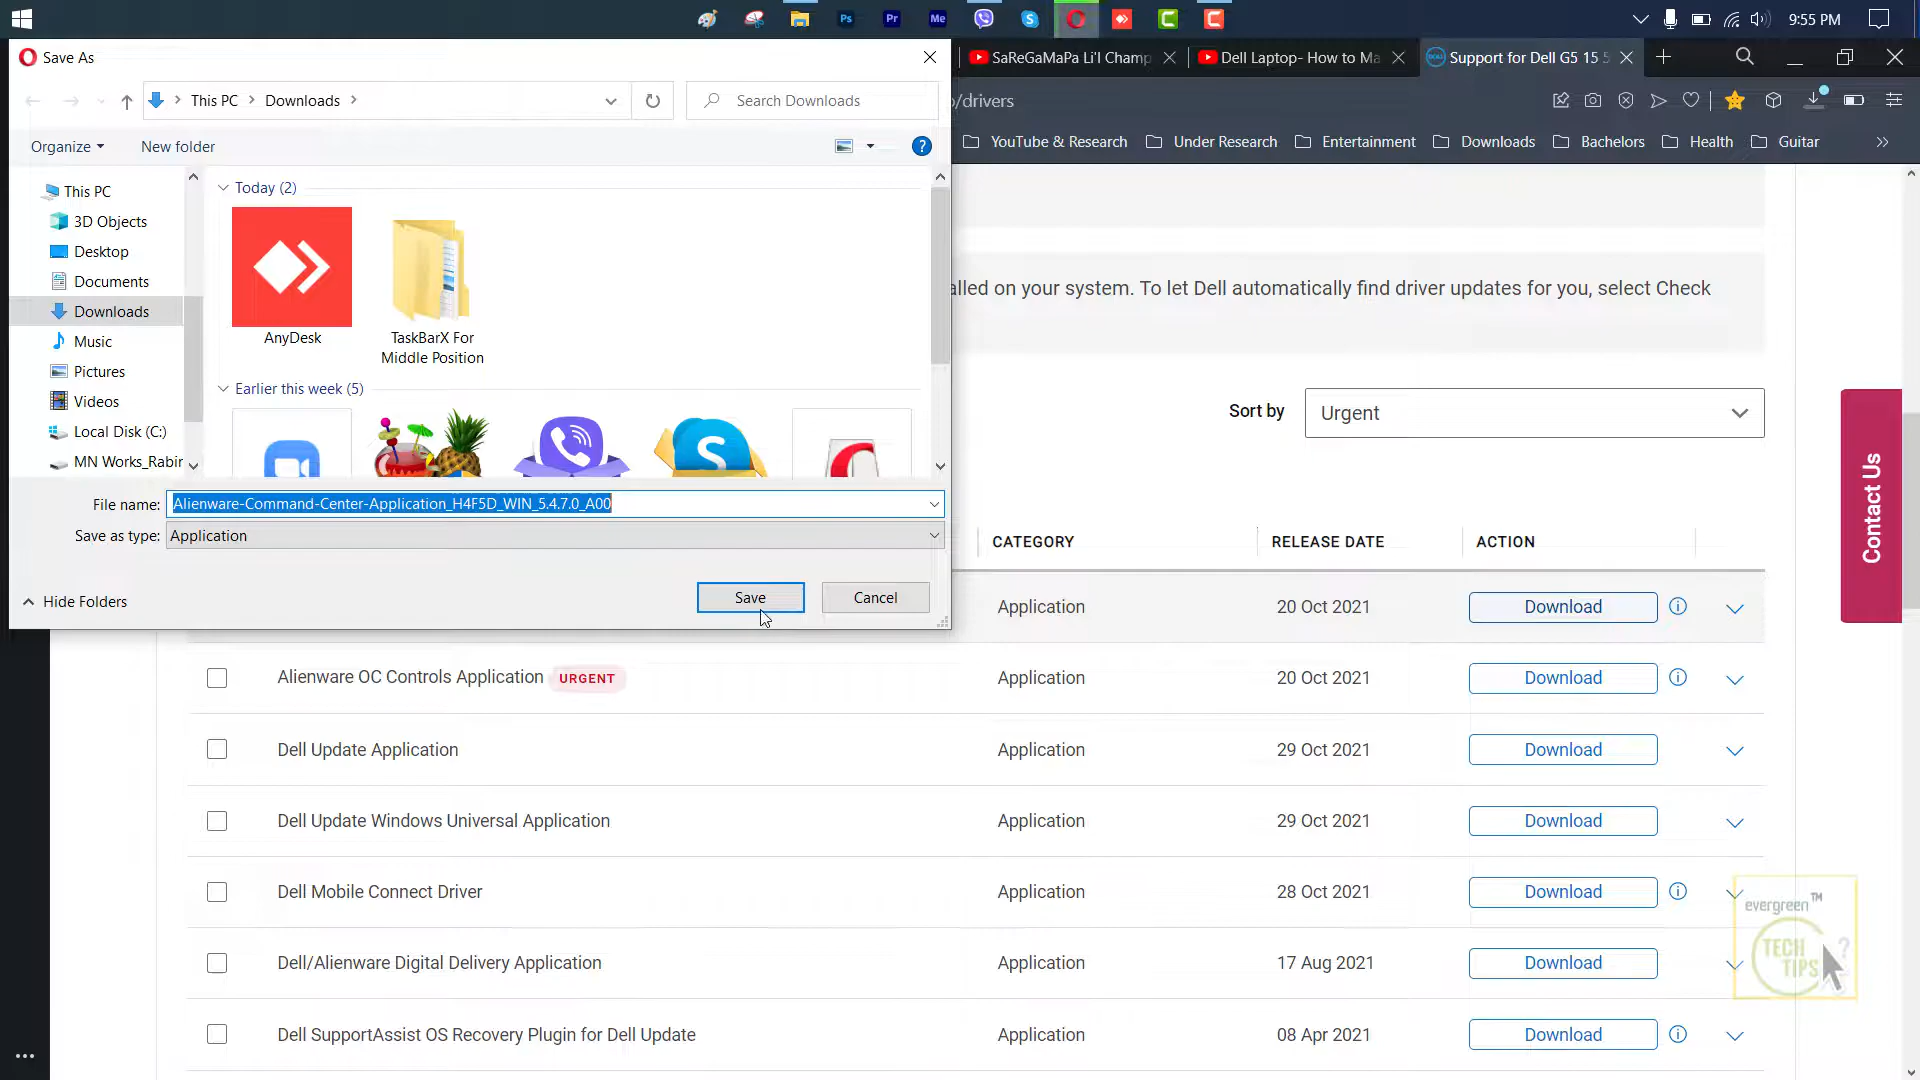 Ps
Pr
Me
9:55 PM
Save As
SaReGaMaPa Li'l Champ
Dell Laptop- How to Ma
Support for Dell G5 15 5
This PC
Downloads
Search Downloads
/drivers
Organize
New folder
?
YouTube & Research
Under Research
Entertainment
Downloads
Bachelors
Health
Guitar
This PC
3D Objects
Desktop
Documents
Downloads
Music
Pictures
Videos
Local Disk (C:)
MN Works_Rabir
Today (2)
AnyDesk
TaskBarX For
Middle Position
Earlier this week (5)
S
File name:
Alienware-Command-Center-Application_H4F5D_WIN_5.4.7.0_A00
Save as type:
Application
Hide Folders
Save
Cancel
alled on your system. To let Dell automatically find driver updates for you, select Check
Sort by
Urgent
Contact Us
CATEGORY
RELEASE DATE
ACTION
Application
20 Oct 2021
Download
Alienware OC Controls Application
URGENT
Application
20 Oct 2021
Download
Dell Update Application
Application
29 Oct 2021
Download
Dell Update Windows Universal Application
Application
29 Oct 2021
Download
Dell Mobile Connect Driver
Application
28 Oct 2021
Download
Dell/Alienware Digital Delivery Application
Application
17 Aug 2021
Download
Dell SupportAssist OS Recovery Plugin for Dell Update
Application
08 Apr 2021
Download
evergreen™
TECH
TIPS
?